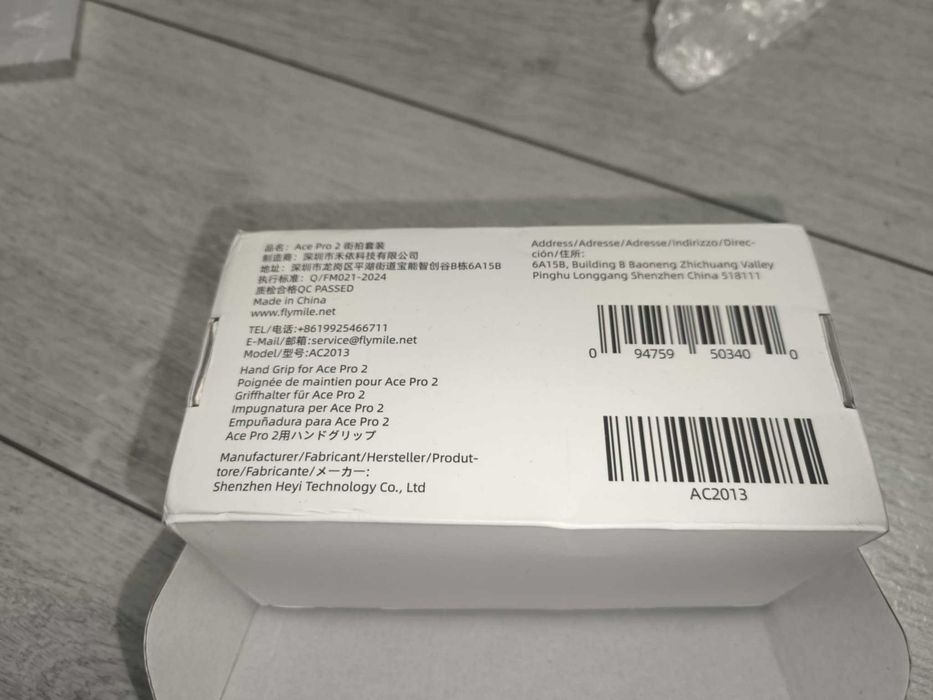 品名：Ace Pro 2 街拍套装
制造商：深圳市禾依科技有限公司
地址：深圳市龙岗区平湖街道宝能智创谷B栋6A15B
执行标准：Q/FM021-2024
质检合格QC PASSED
Made in China
www.flymile.net
TEL/电话:+8619925466711
E-Mail/邮箱:service@flymile.net
Model/型号:AC2013
Hand Grip for Ace Pro 2
Poignée de maintien pour Ace Pro 2
Griffhalter für Ace Pro 2
Impugnatura per Ace Pro 2
Empuñadura para Ace Pro 2
Ace Pro 2用ハンドグリップ
Manufacturer/Fabricant/Hersteller/Produt-
tore/Fabricante/メーカー:
Shenzhen Heyi Technology Co., Ltd
Address/Adresse/Adresse/Indirizzo/Direc-
ción/住所:
6A15B, Building B Baoneng Zhichuang Valley
Pinghu Longgang Shenzhen China 518111
0 94759 50340 0
AC2013